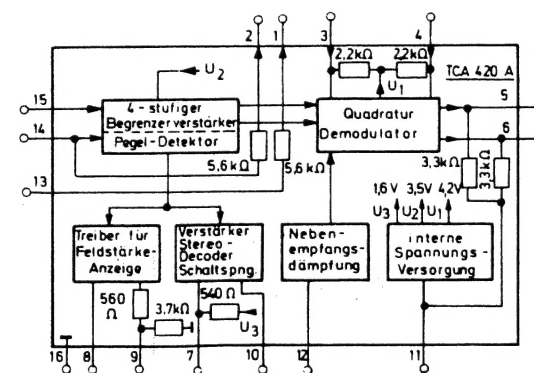 2 1 3 4
2,2kΩ 2,2kΩ
TCA 420 A
U2
U1
15
4-stufiger
Begrenzerverstärker
Pegel-Detektor
Quadratur
Demodulator
5
14
6
5,6kΩ 5,6kΩ
3,3kΩ
3,3kΩ
13
1,6V 3,5V 4,2V
U3 U2 U1
Treiber für
Feldstärke-
Anzeige
Verstärker
Stereo-
Decoder
Schaltspng.
Neben-
empfangs-
dämpfung
interne
Spannungs-
Versorgung
560
Ω
3.7kΩ
540Ω
U3
16 8 9 7 10 12 11